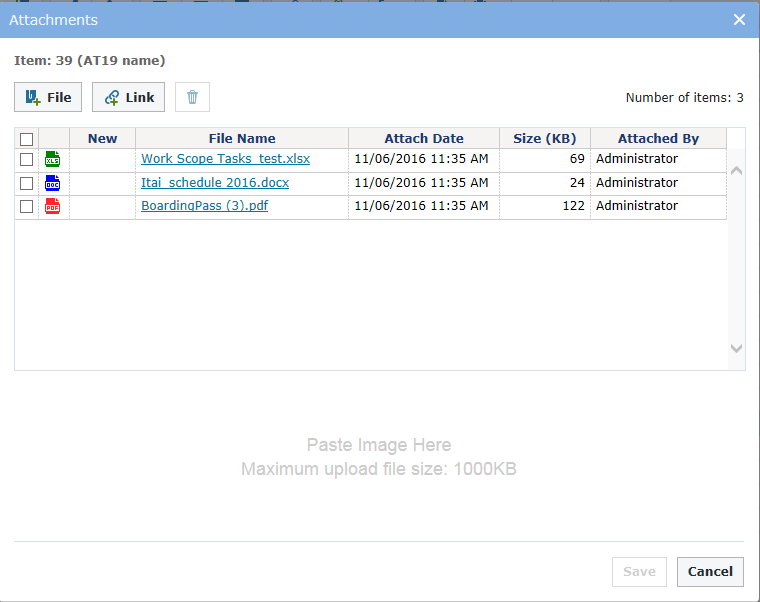 Attachments
Item: 39 (AT19 name)
File Link Number of items: 3
New File Name Attach Date Size (KB) Attached By
XLS Work Scope Tasks_test.xlsx 11/06/2016 11:35 AM 69 Administrator
DOC Itai_schedule 2016.docx 11/06/2016 11:35 AM 24 Administrator
PDF BoardingPass (3).pdf 11/06/2016 11:35 AM 122 Administrator
Paste Image Here
Maximum upload file size: 1000KB
Save Cancel